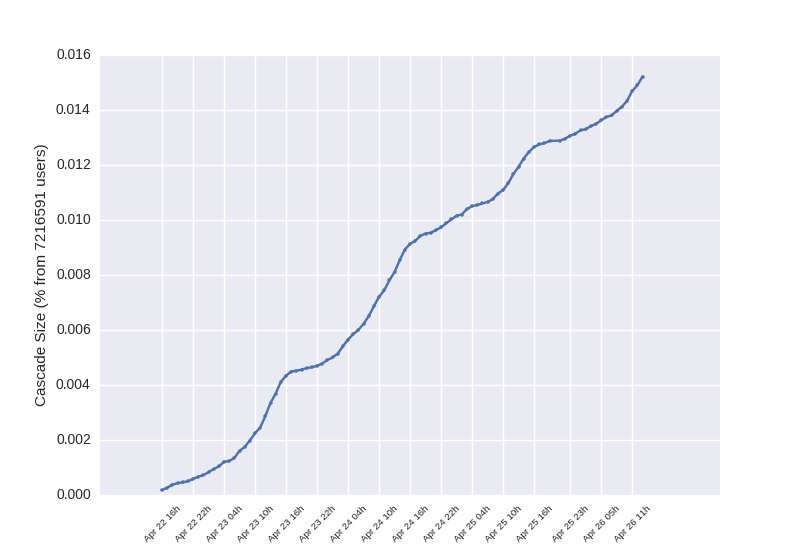 0.016
0.014
0.012
0.010
0.008
0.006
0.004
0.002
0.000
Cascade Size (% from 7216591 users)
Apr 22 16h
Apr 22 22h
Apr 23 04h
Apr 23 10h
Apr 23 16h
Apr 23 22h
Apr 24 04h
Apr 24 10h
Apr 24 16h
Apr 24 22h
Apr 25 04h
Apr 25 10h
Apr 25 16h
Apr 25 23h
Apr 26 05h
Apr 26 11h